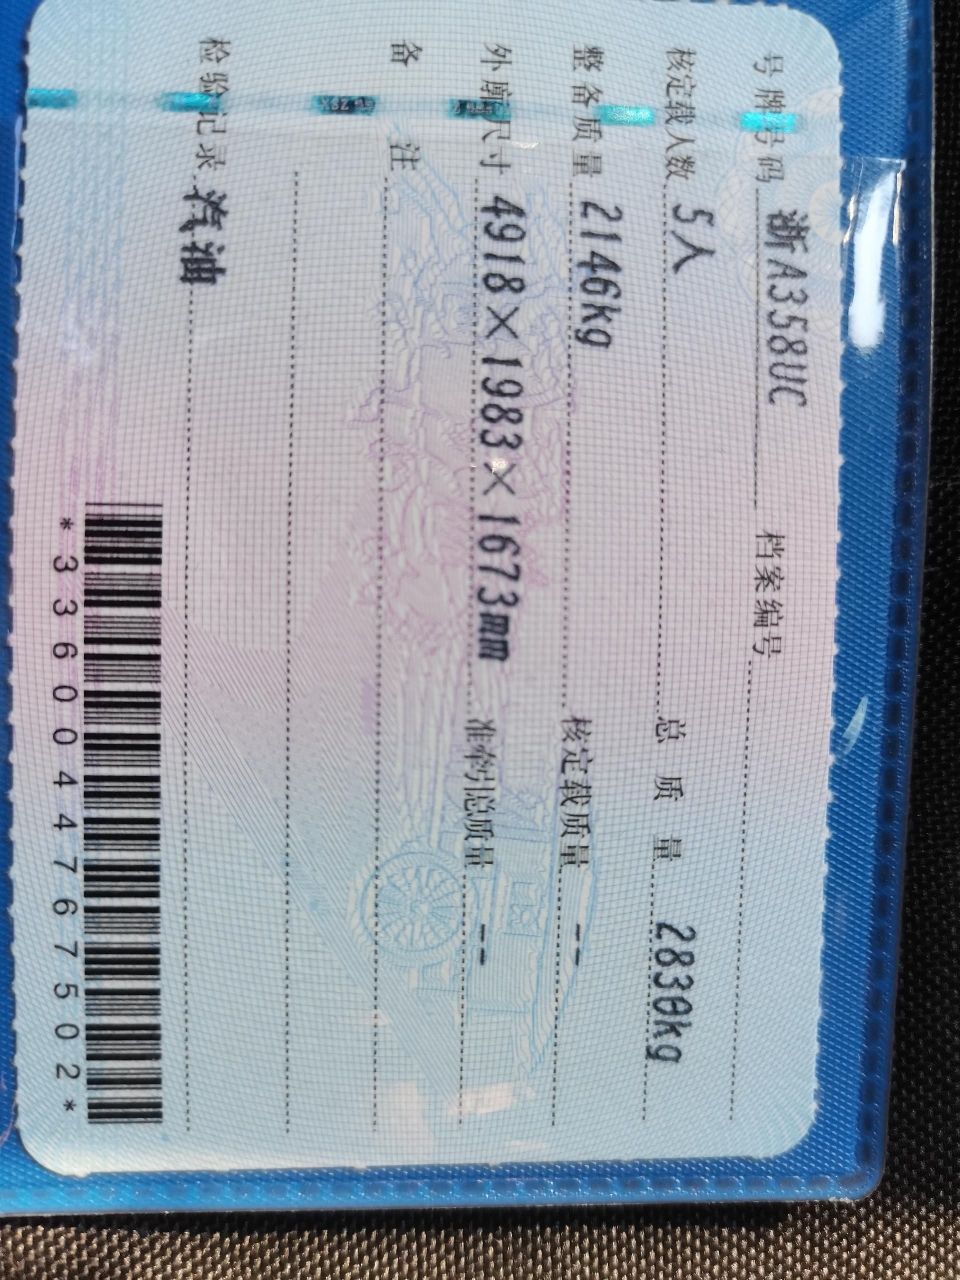 号牌号码 浙A358UC 档案编号
核定载人数 5人 总质量 2830kg
整备质量 2146kg 核定载质量 --
外廓尺寸 4918×1983×1673mm 准牵引总质量 --
备注
检验记录 汽油
*3360044767502*